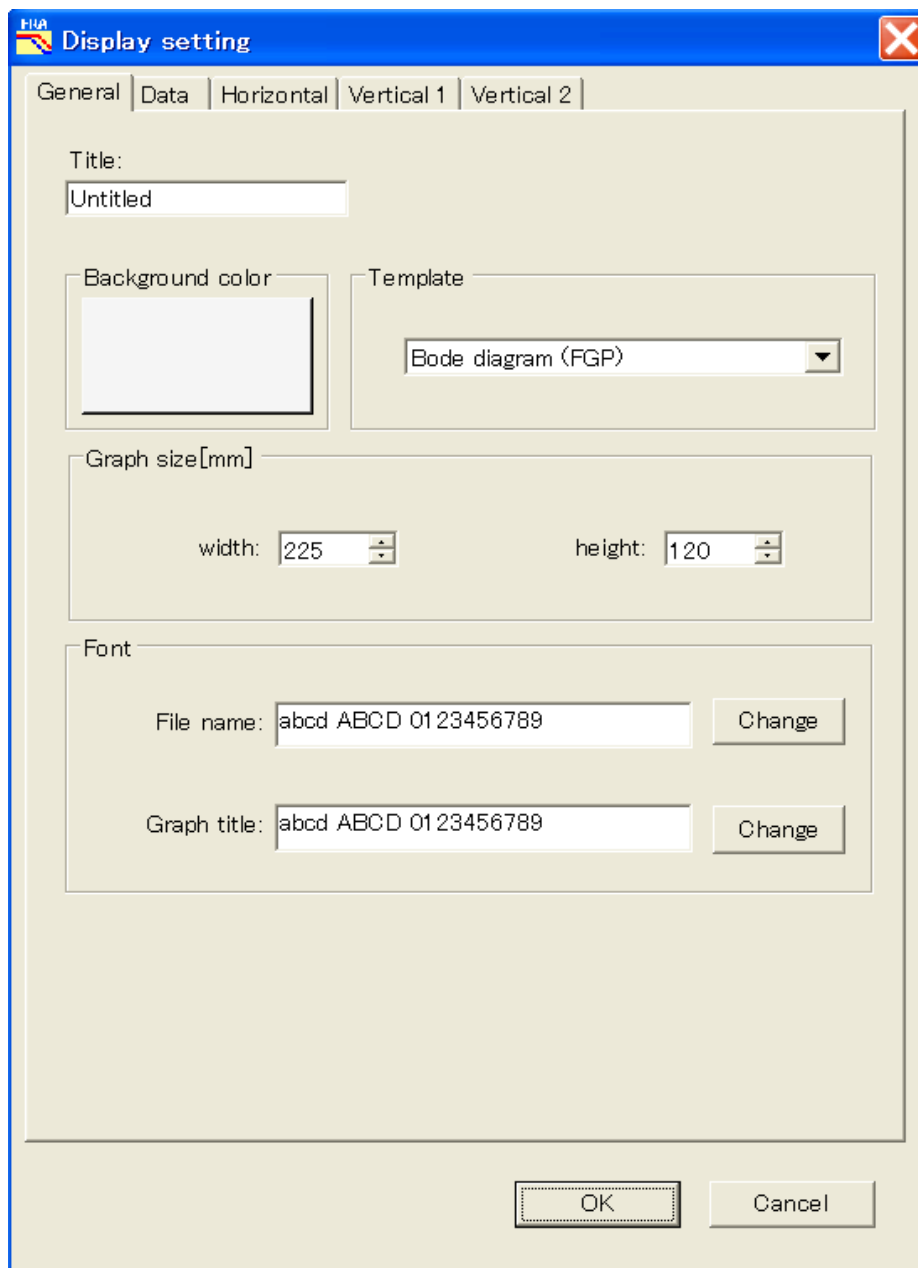 FRA
Display setting
General Data Horizontal Vertical 1 Vertical 2
Title:
Untitled
Background color Template
Bode diagram (FGP)
Graph size[mm]
width: 225 height: 120
Font
File name: abcd ABCD 0123456789 Change
Graph title: abcd ABCD 0123456789 Change
OK Cancel